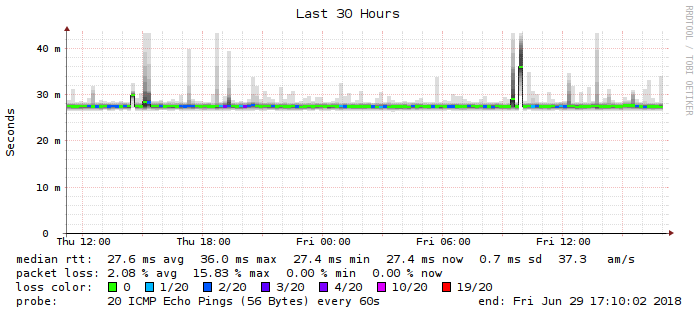 Last 30 Hours
RRDTOOL / TOBI OETIKER
Seconds
40 m
30 m
20 m
10 m
0
Thu 12:00 Thu 18:00 Fri 00:00 Fri 06:00 Fri 12:00
median rtt: 27.6 ms avg 36.0 ms max 27.4 ms min 27.4 ms now 0.7 ms sd 37.3 am/s
packet loss: 2.08 % avg 15.83 % max 0.00 % min 0.00 % now
loss color: 0 1/20 2/20 3/20 4/20 10/20 19/20
probe: 20 ICMP Echo Pings (56 Bytes) every 60s end: Fri Jun 29 17:10:02 2018